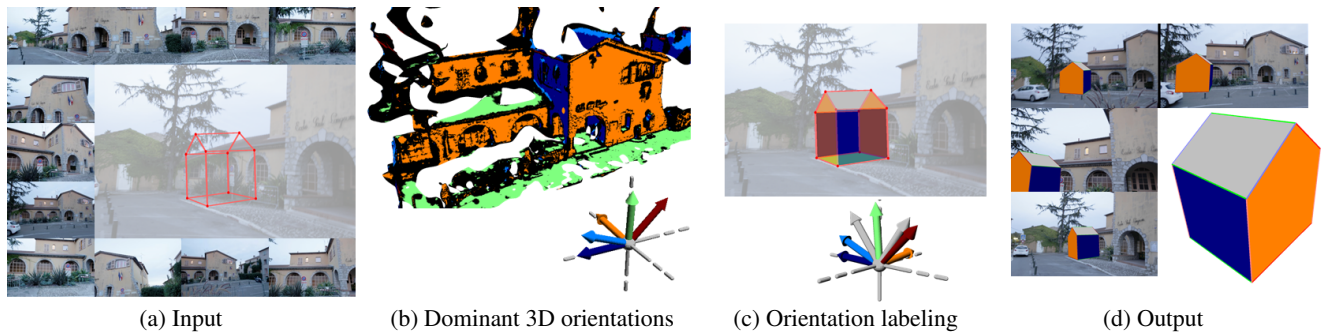 (a) Input
(b) Dominant 3D orientations
(c) Orientation labeling
(d) Output